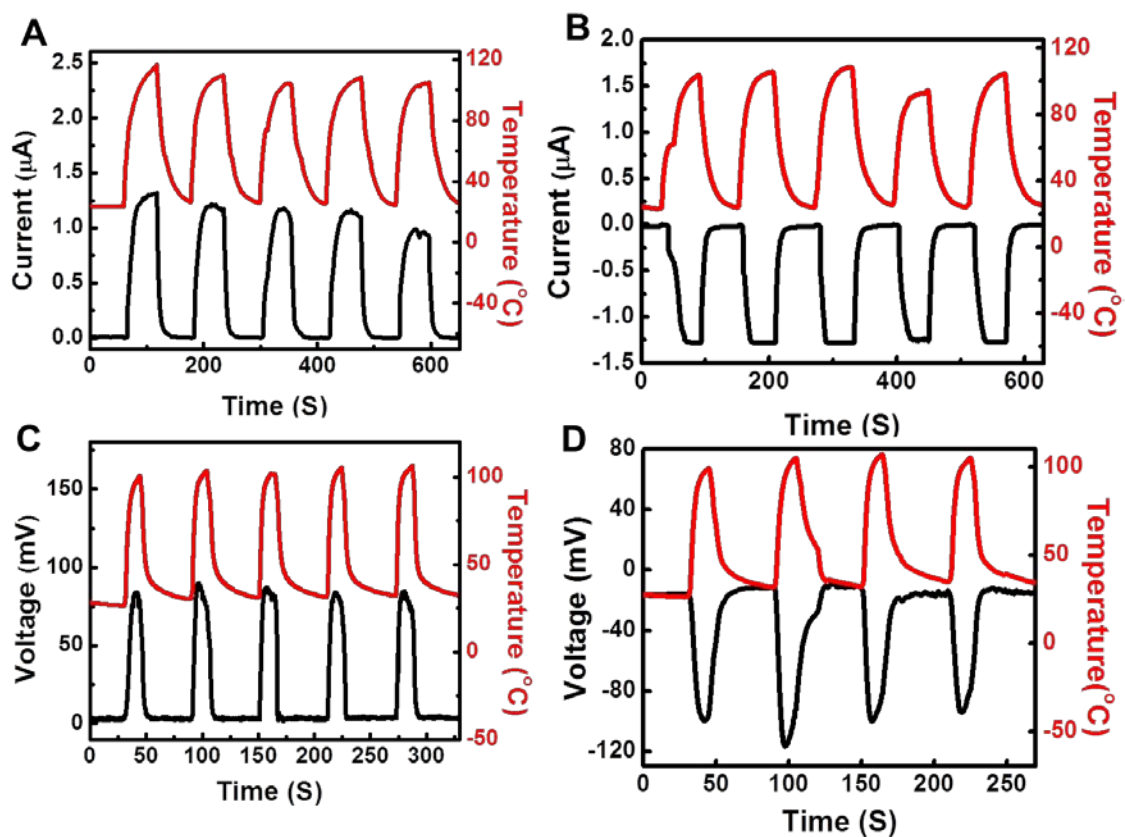 A
2.5
2.0
1.5
1.0
0.5
0.0
Current (μA)
0 200 400 600
Time (S)
120
80
40
0
-40
Temperature (°C)
B
2.0
1.5
1.0
0.5
0.0
-0.5
-1.0
-1.5
Current (μA)
0 200 400 600
Time (S)
120
80
40
0
-40
Temperature (°C)
C
150
100
50
0
Voltage (mV)
0 50 100 150 200 250 300
Time (S)
100
50
0
-50
Temperature (°C)
D
80
40
0
-40
-80
-120
Voltage (mV)
0 50 100 150 200 250
Time (S)
100
50
0
-50
Temperature(°C)